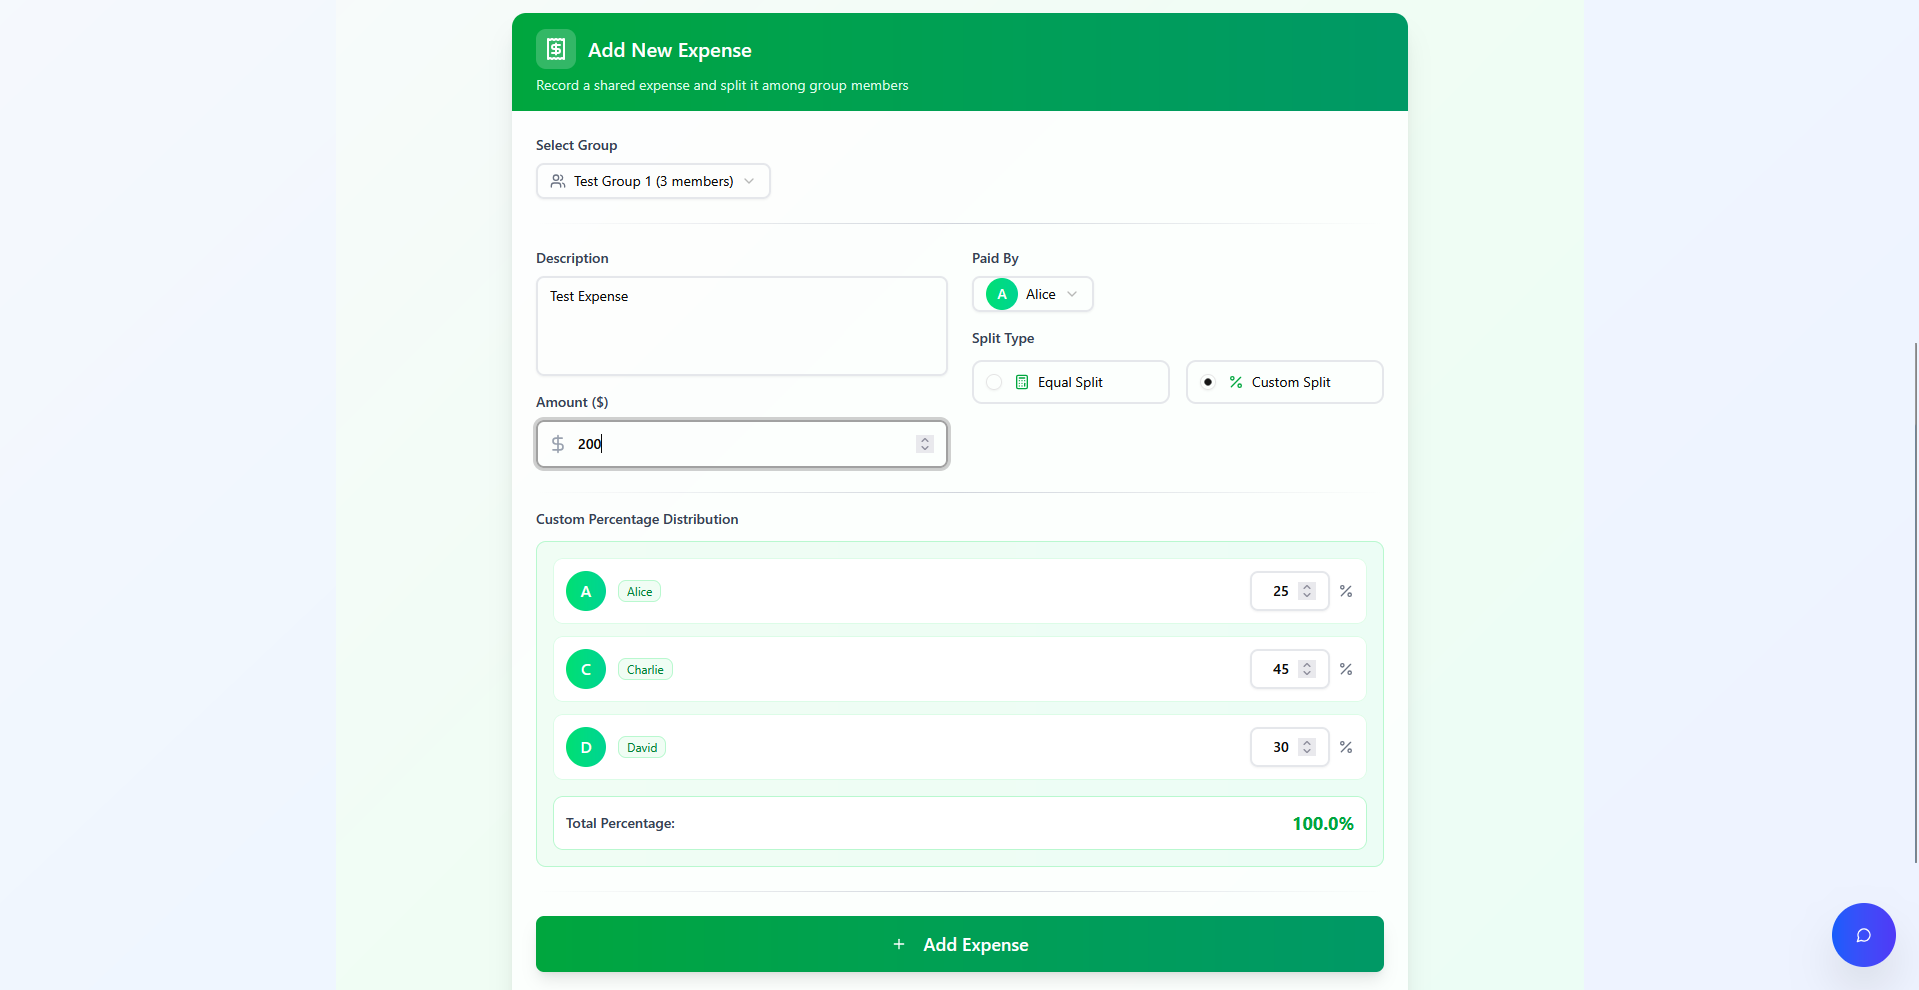 Add New Expense
Record a shared expense and split it among group members
Select Group
Test Group 1 (3 members)
Description
Test Expense
Paid By
A Alice
Split Type
Equal Split
% Custom Split
Amount ($)
$ 200
Custom Percentage Distribution
A Alice 25 %
C Charlie 45 %
D David 30 %
Total Percentage: 100.0%
+ Add Expense